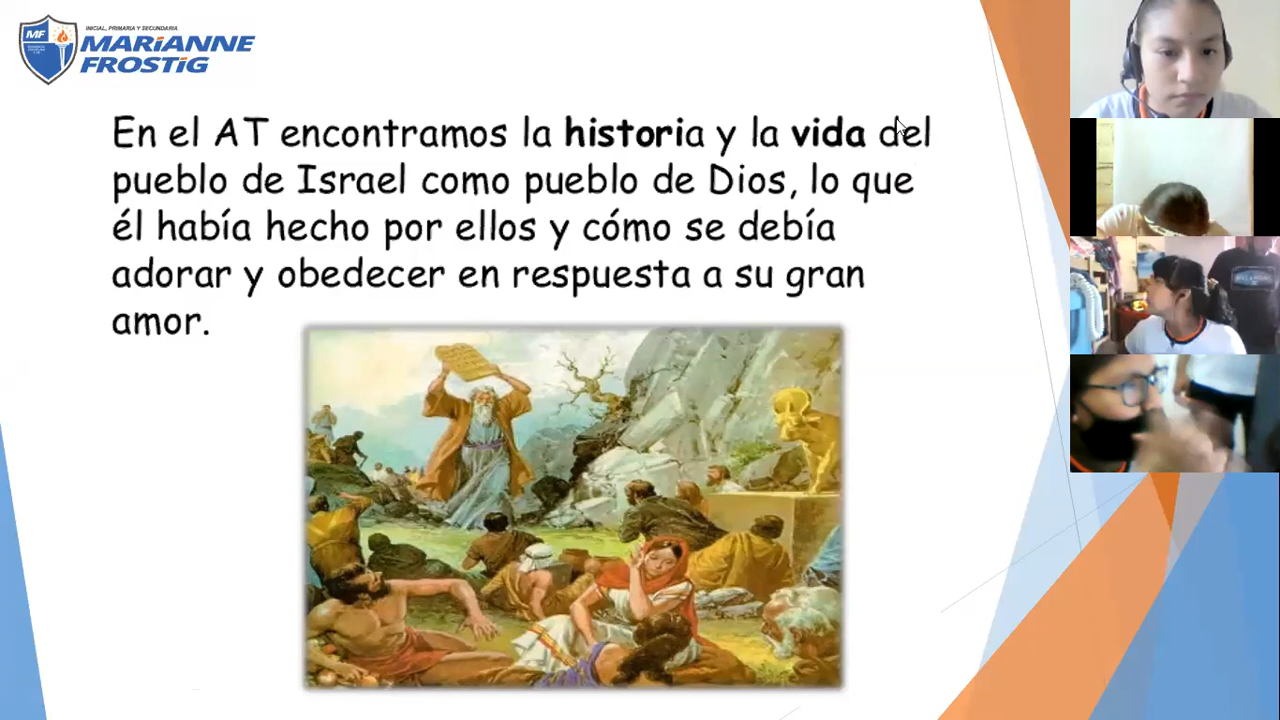 MF
INICIAL, PRIMARIA Y SECUNDARIA
MARIANNE
FROSTIG
En el AT encontramos la historia y la vida del
pueblo de Israel como pueblo de Dios, lo que
él había hecho por ellos y cómo se debía
adorar y obedecer en respuesta a su gran
amor.